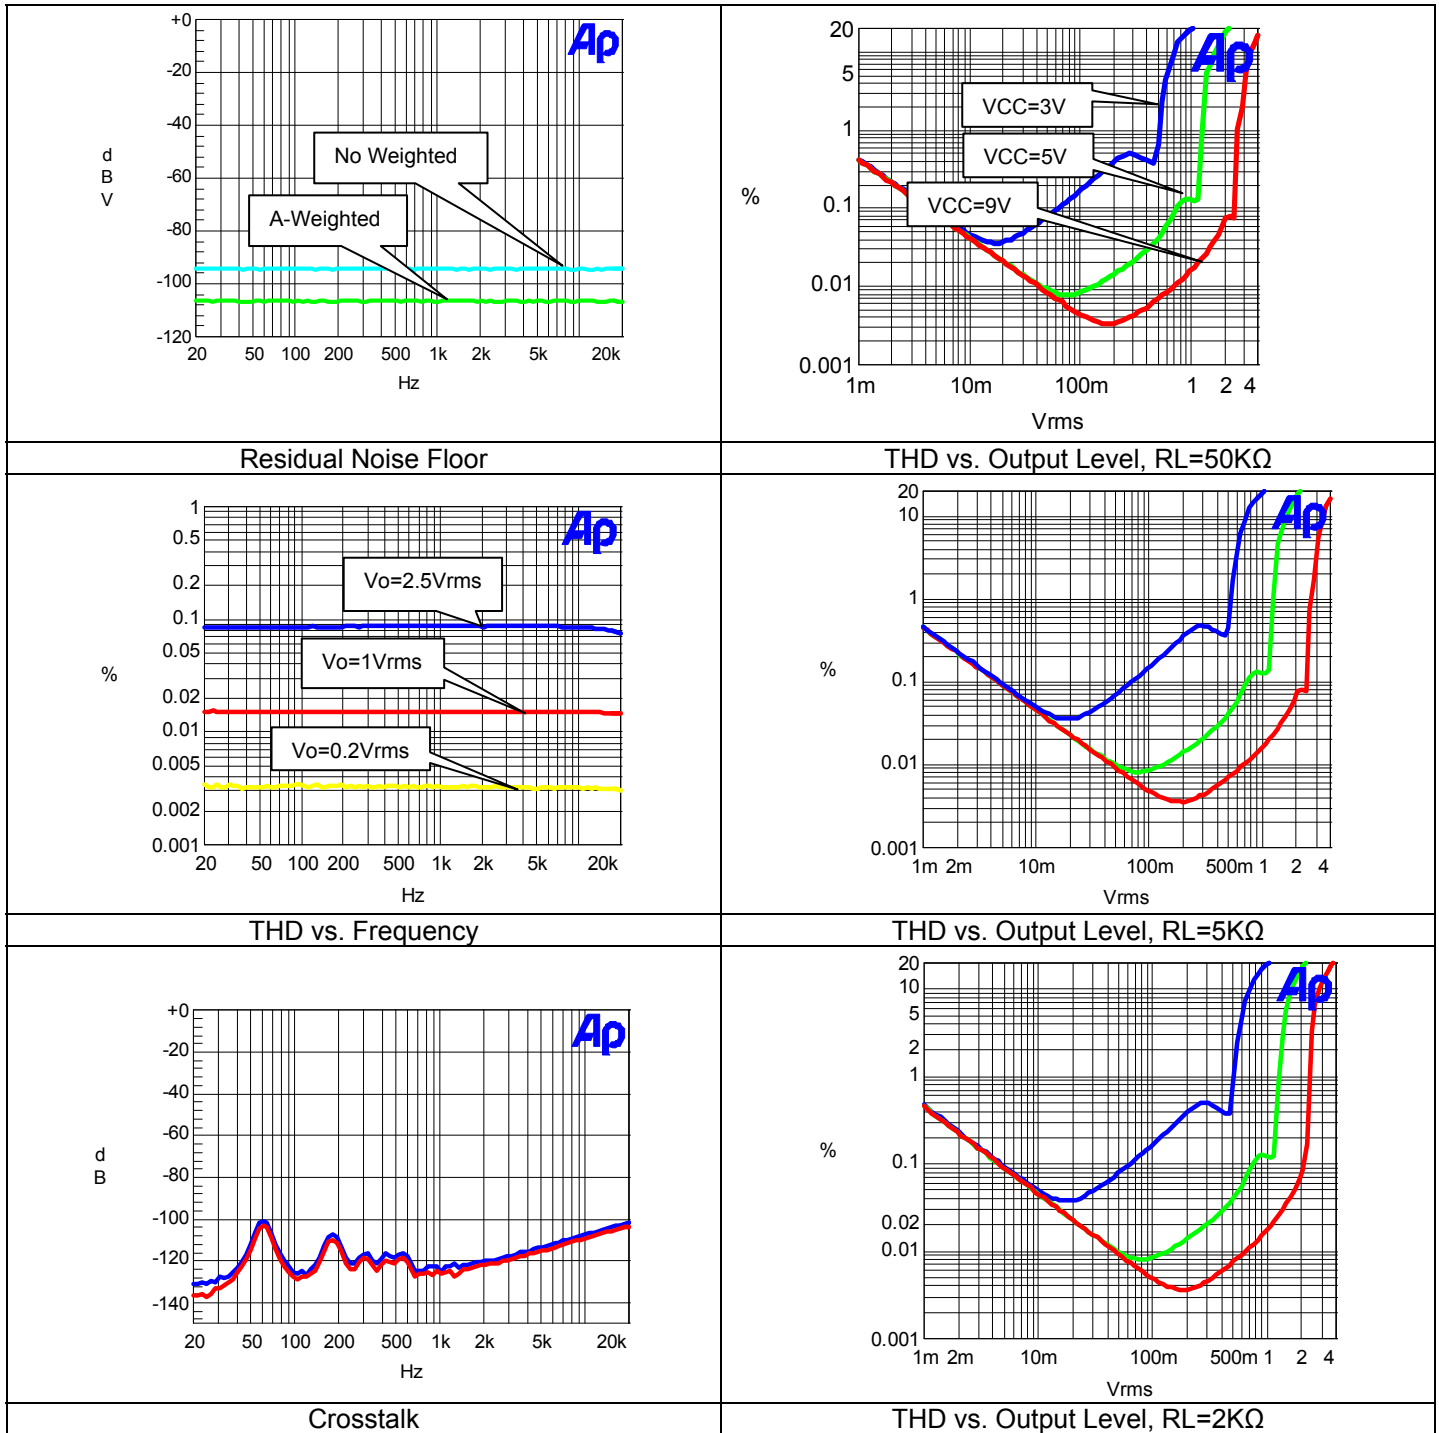 +0
-20
-40
-60
-80
-100
-120
d
B
V
No Weighted
A-Weighted
Ap
20 50 100 200 500 1k 2k 5k 20k
Hz
Residual Noise Floor
20
5
1
0.1
0.01
0.001
%
VCC=3V
VCC=5V
VCC=9V
Ap
1m 10m 100m 1 2 4
Vrms
THD vs. Output Level, RL=50KΩ
1
0.5
0.2
0.1
0.05
0.02
0.01
0.005
0.002
0.001
%
Vo=2.5Vrms
Vo=1Vrms
Vo=0.2Vrms
Ap
20 50 100 200 500 1k 2k 5k 20k
Hz
THD vs. Frequency
20
10
1
0.1
0.01
0.001
%
Ap
1m 2m 10m 100m 500m 1 2 4
Vrms
THD vs. Output Level, RL=5KΩ
+0
-20
-40
-60
-80
-100
-120
-140
d
B
Ap
20 50 100 200 500 1k 2k 5k 20k
Hz
Crosstalk
20
10
5
2
1
0.1
0.02
0.01
0.001
%
Ap
1m 2m 10m 100m 500m 1 2 4
Vrms
THD vs. Output Level, RL=2KΩ